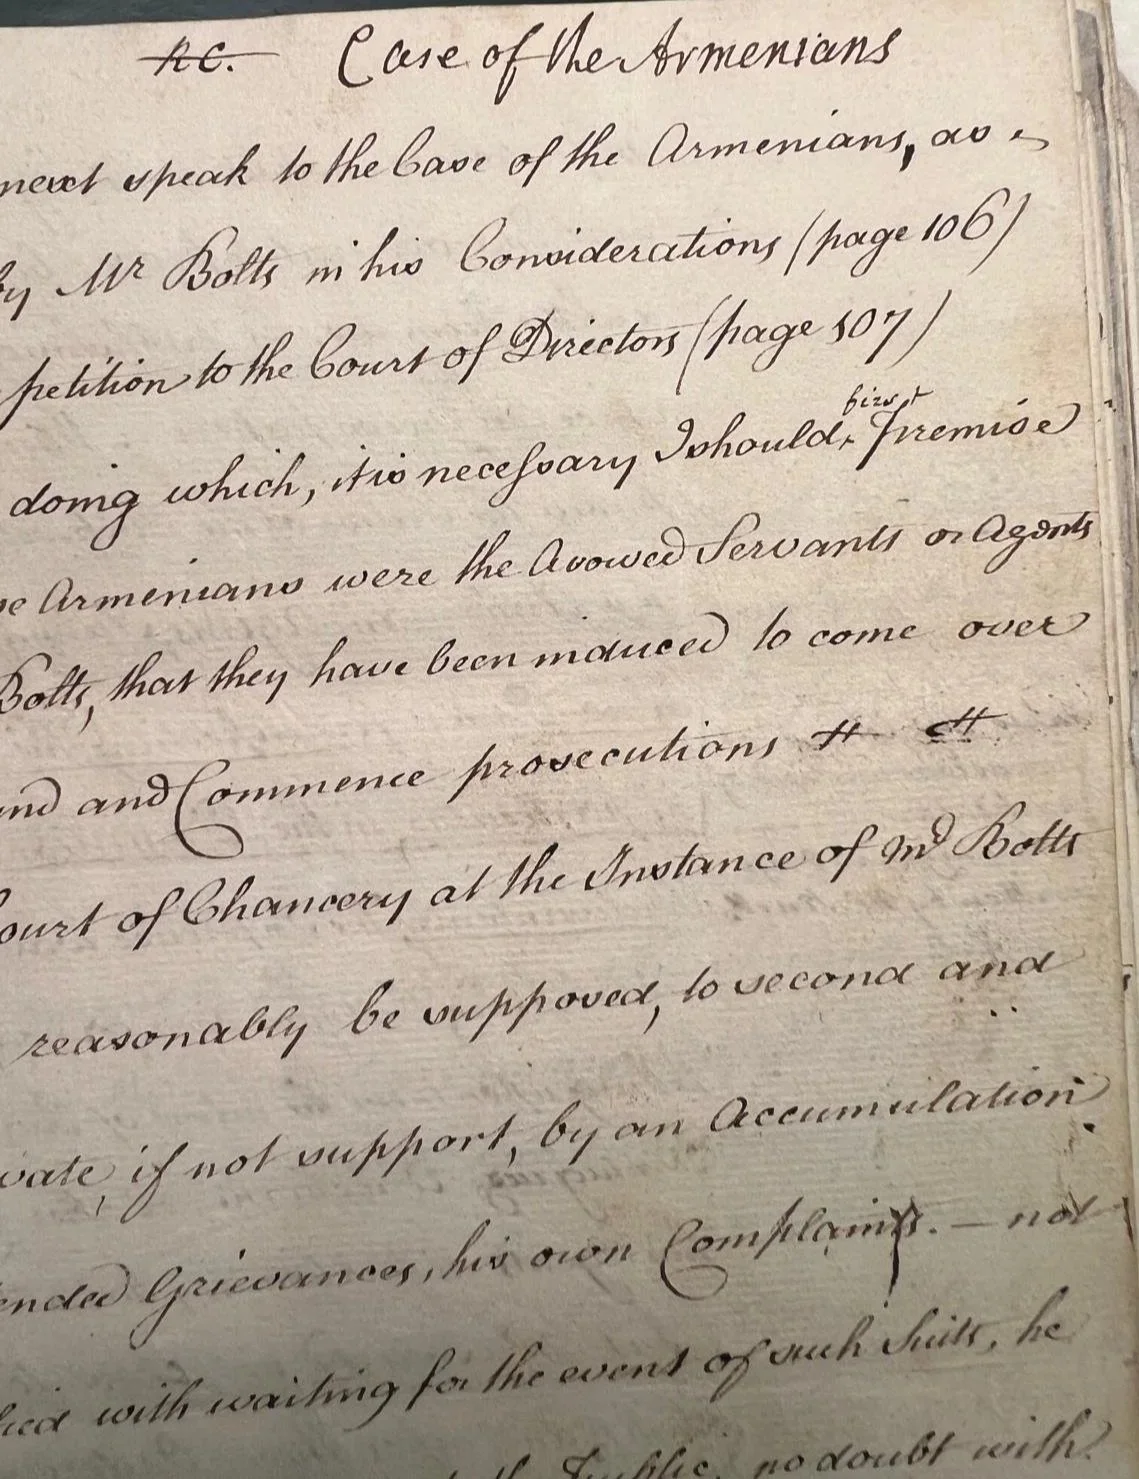 R C. Case of the Armenians
next speak to the Case of the Armenians, as
by Mr Bolts in his Considerations (page 106)
petition to the Court of Directors (page 107)
first
doing which, it is necessary I should ‸ Premise
Armenians were the Avowed Servants or Agents
Bolts, that they have been induced to come over
and Commence prosecutions
Court of Chancery at the Instance of Mr Bolts
reasonably be supposed, to second and
vate, if not support, by an Accumulation
ended Grievances, his own Complaints. — not
fied with waiting for the event of such Suits, he
Public, no doubt with